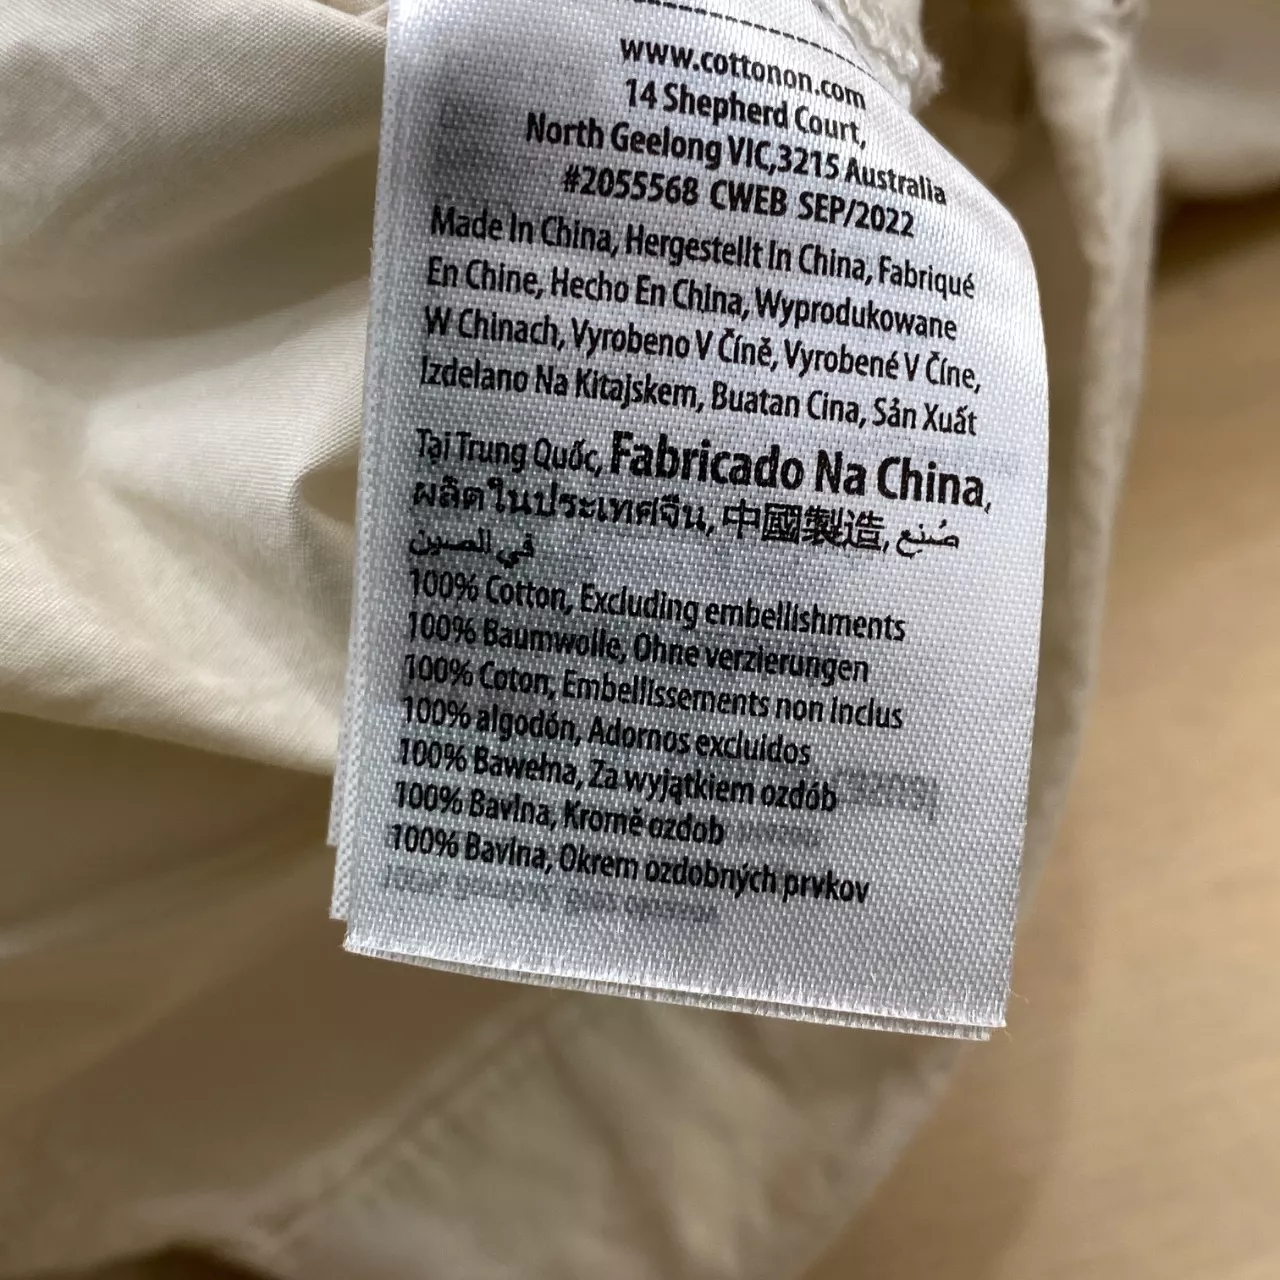 www.cottonon.com
14 Shepherd Court,
North Geelong VIC,3215 Australia
#2055568 CWEB SEP/2022
Made In China, Hergestellt In China, Fabriqué
En Chine, Hecho En China, Wyprodukowane
W Chinach, Vyrobeno V Číně, Vyrobené V Číne,
Izdelano Na Kitajskem, Buatan Cina, Sản Xuất
Tại Trung Quốc, Fabricado Na China,
ผลิตในประเทศจีน, 中國製造, صُنع
في الصين
100% Cotton, Excluding embellishments
100% Baumwolle, Ohne verzierungen
100% Coton, Embellissements non inclus
100% algodón, Adornos excluidos
100% Bawełna, Za wyjątkiem ozdób
100% Bavlna, Kromě ozdob
100% Bavlna, Okrem ozdobných prvkov